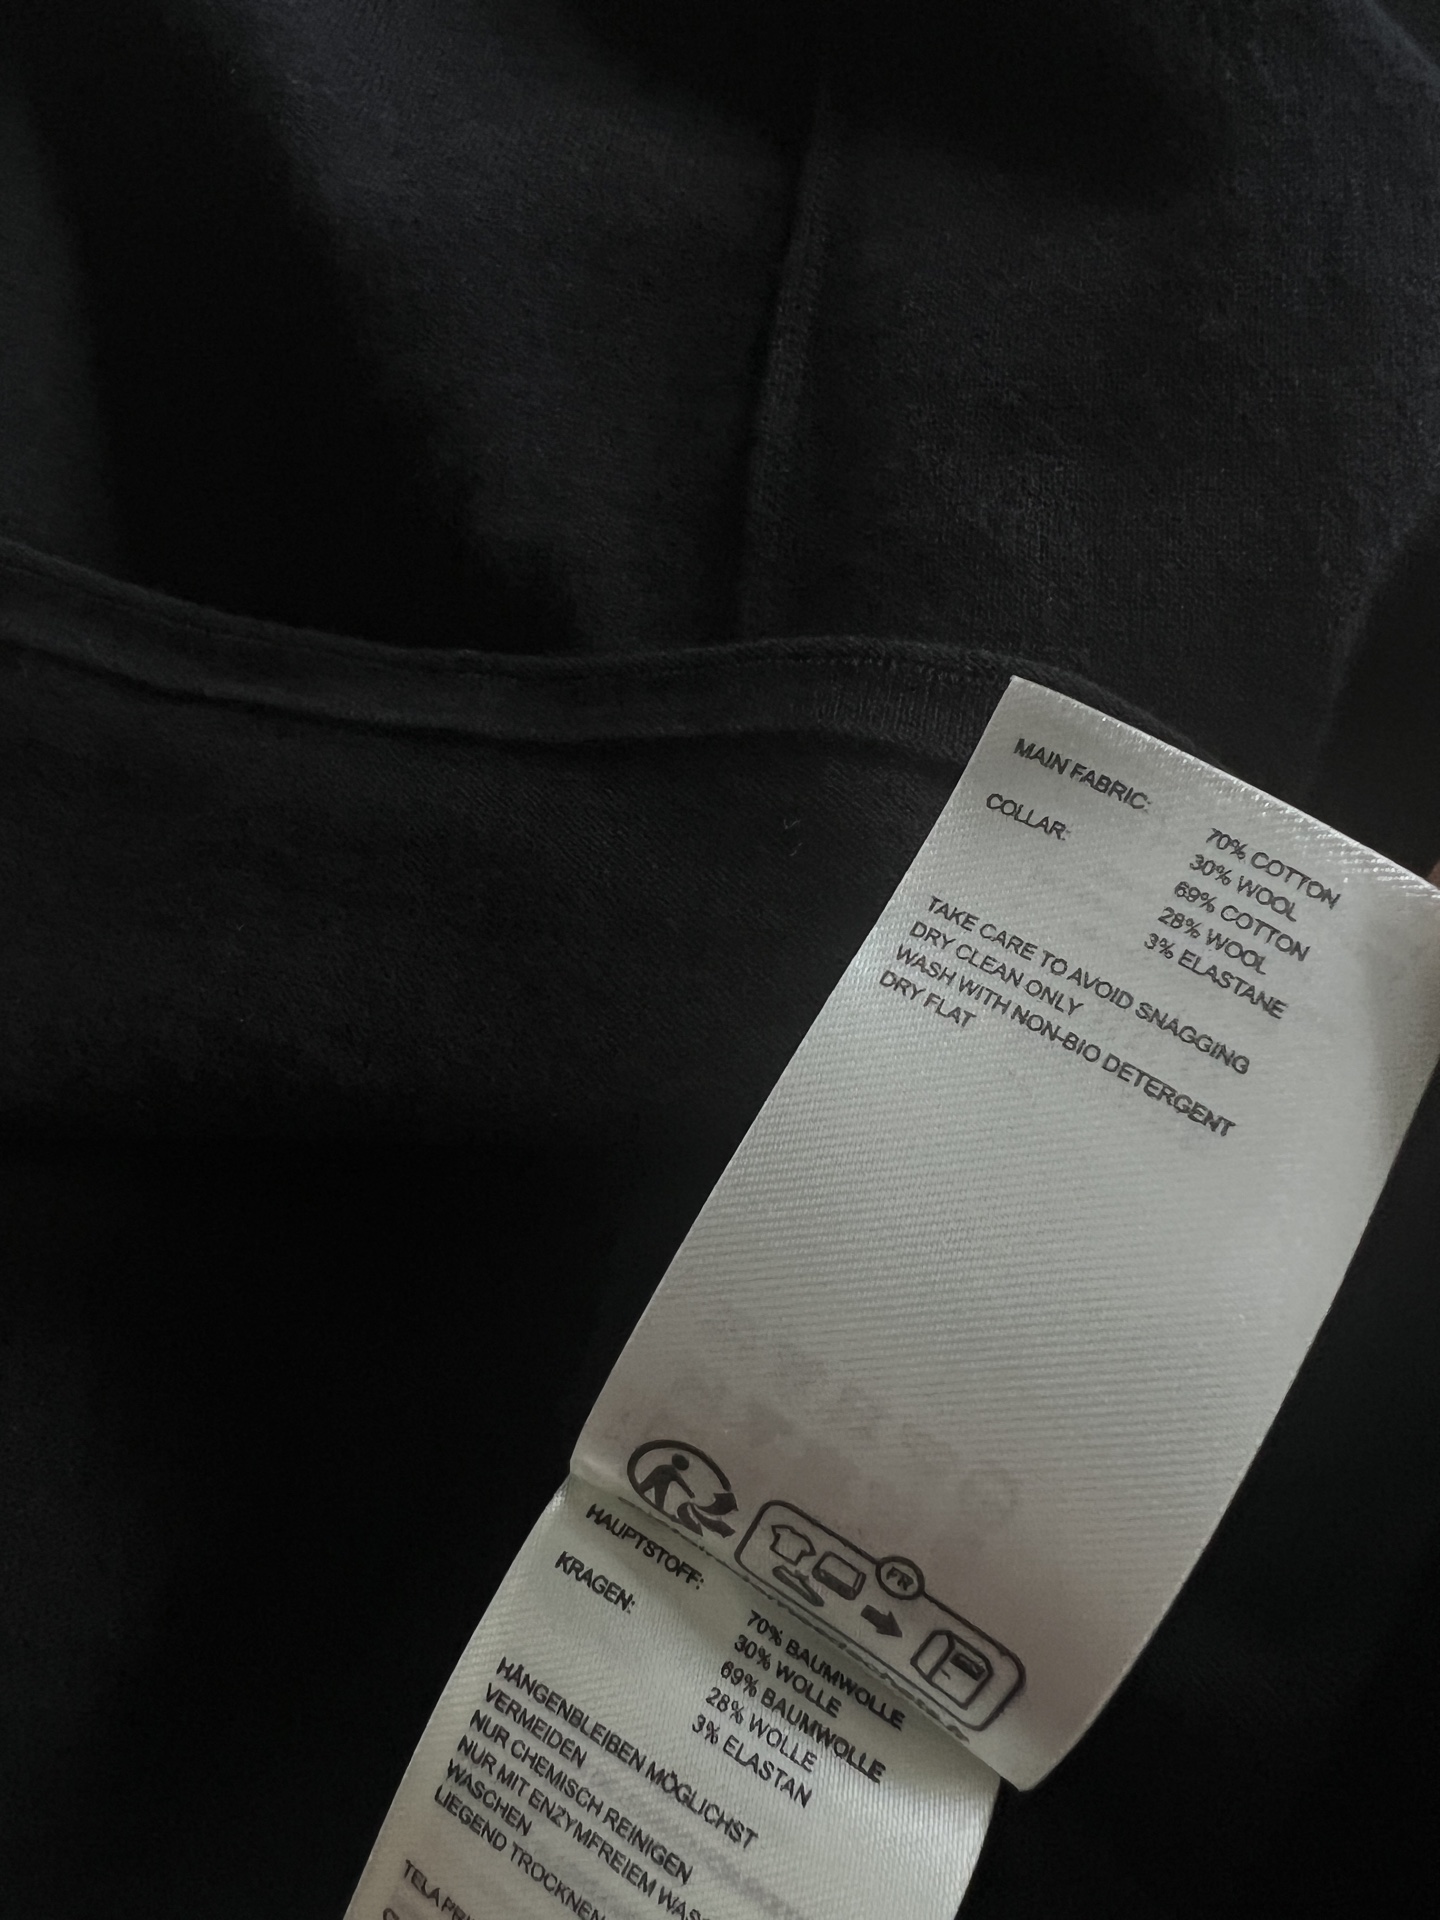 MAIN FABRIC:
70% COTTON
30% WOOL
COLLAR:
69% COTTON
28% WOOL
3% ELASTANE
TAKE CARE TO AVOID SNAGGING
DRY CLEAN ONLY
WASH WITH NON-BIO DETERGENT
DRY FLAT
FR
HAUPTSTOFF:
70% BAUMWOLLE
30% WOLLE
KRAGEN:
69% BAUMWOLLE
28% WOLLE
3% ELASTAN
HÄNGENBLEIBEN MÖGLICHST
VERMEIDEN
NUR CHEMISCH REINIGEN
NUR MIT ENZYMFREIEM
WASCHEN
LIEGEND TROCKNEN
TELA